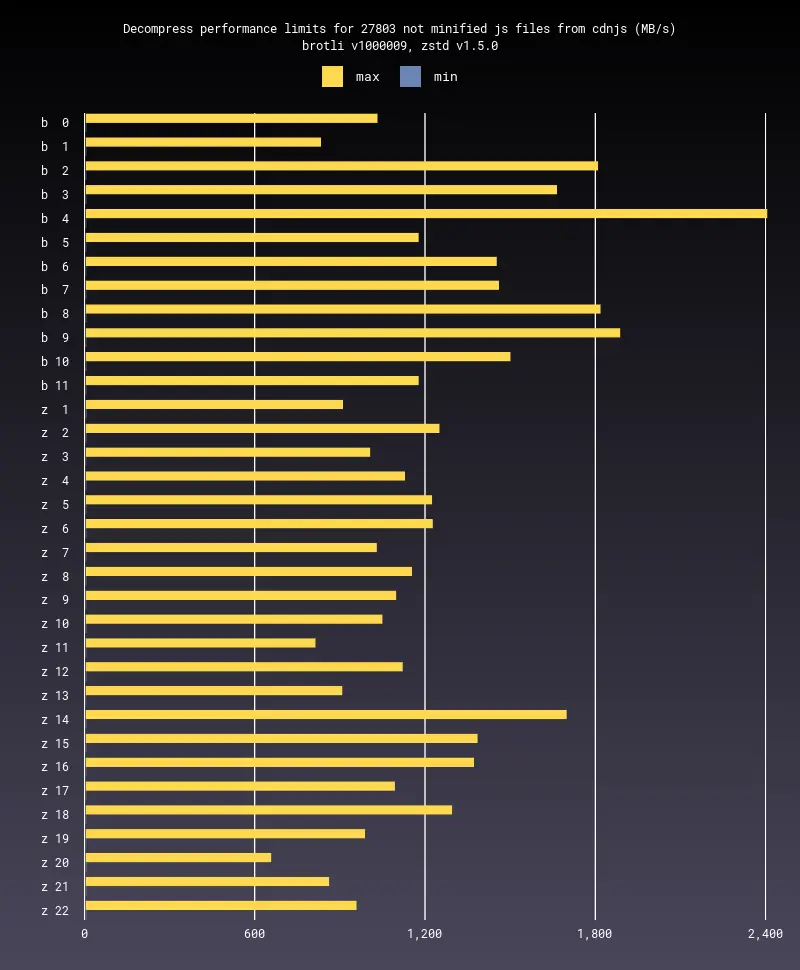 Decompress performance limits for 27803 not minified js files from cdnjs (MB/s)
brotli v1000009, zstd v1.5.0
max min
b 0
b 1
b 2
b 3
b 4
b 5
b 6
b 7
b 8
b 9
b 10
b 11
z 1
z 2
z 3
z 4
z 5
z 6
z 7
z 8
z 9
z 10
z 11
z 12
z 13
z 14
z 15
z 16
z 17
z 18
z 19
z 20
z 21
z 22
0 600 1,200 1,800 2,400